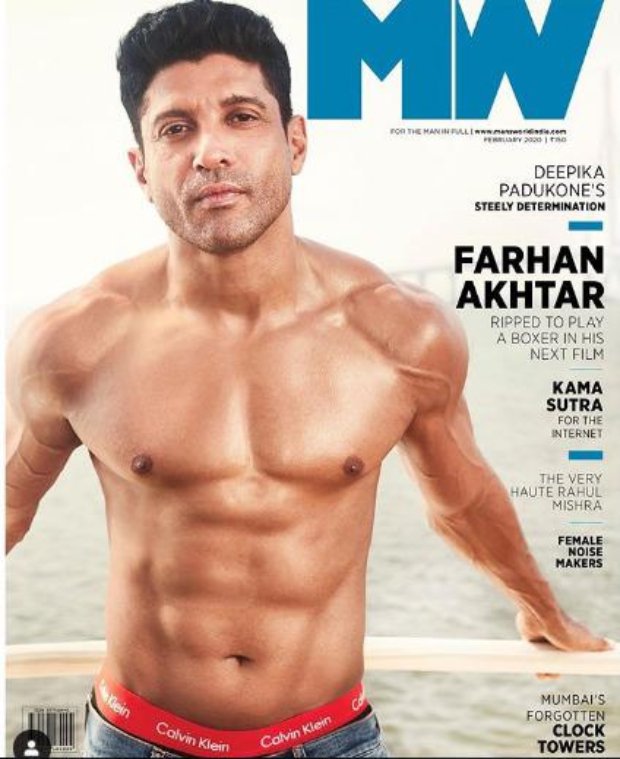 MW
FOR THE MAN IN FULL | www.mansworldindia.com
FEBRUARY 2020 | ₹150
DEEPIKA
PADUKONE'S
STEELY DETERMINATION
FARHAN
AKHTAR
RIPPED TO PLAY
A BOXER IN HIS
NEXT FILM
KAMA
SUTRA
FOR THE
INTERNET
THE VERY
HAUTE RAHUL
MISHRA
FEMALE
NOISE
MAKERS
MUMBAI'S
FORGOTTEN
CLOCK
TOWERS
Klein
Calvin Klein
Calvin Klein